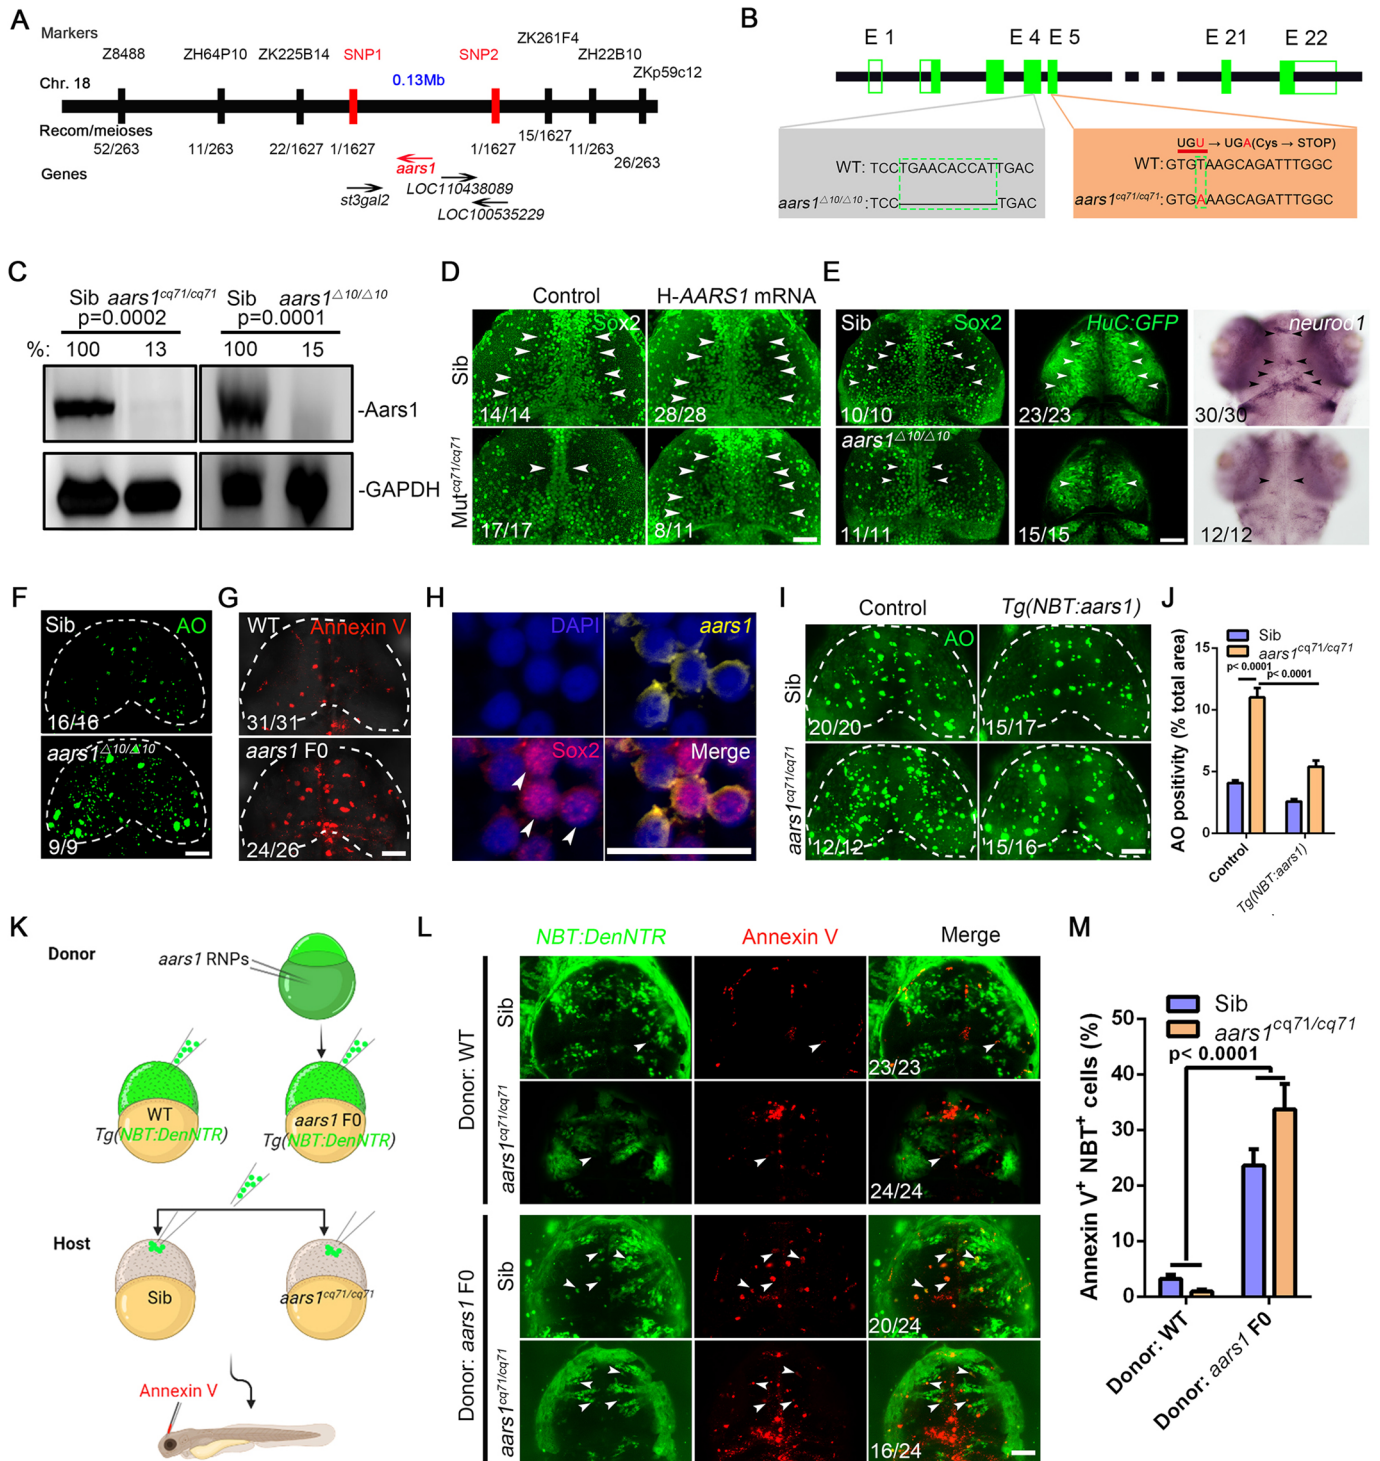 A
Markers
Z8488
ZH64P10
ZK225B14
SNP1
SNP2
ZK261F4
ZH22B10
ZKp59c12
Chr. 18
0.13Mb
Recom/meioses
52/263
11/263
22/1627
1/1627
1/1627
15/1627
11/263
26/263
Genes
aars1
st3gal2
LOC110438089
LOC100535229
B
E 1
E 4
E 5
E 21
E 22
WT: TCCTGAACACCATTGAC
aars1△10/△10 :TCC TGAC
UGU → UGA(Cys → STOP)
WT: GTGTAAGCAGATTTGGC
aars1cq71/cq71: GTGAAAGCAGATTTGGC
C
Sib aars1cq71/cq71
p=0.0002
Sib aars1△10/△10
p=0.0001
%: 100 13 100 15
-Aars1
-GAPDH
D
Control
H-AARS1 mRNA
Sox2
Sib
14/14
28/28
Mutcq71/cq71
17/17
8/11
E
Sib
Sox2
HuC:GFP
neurod1
10/10
23/23
30/30
aars1△10/△10
11/11
15/15
12/12
F
Sib
AO
16/16
aars1△10/△10
9/9
G
WT
Annexin V
31/31
aars1 F0
24/26
H
DAPI
aars1
Sox2
Merge
I
Control
Tg(NBT:aars1)
AO
Sib
20/20
15/17
aars1cq71/cq71
12/12
15/16
J
Sib
aars1cq71/cq71
p< 0.0001
p< 0.0001
AO positivity (% total area)
15
10
5
0
Control
Tg(NBT:aars1)
K
Donor
aars1 RNPs
WT
Tg(NBT:DenNTR)
aars1 F0
Tg(NBT:DenNTR)
Host
Sib
aars1cq71/cq71
Annexin V
L
NBT:DenNTR
Annexin V
Merge
Donor: WT
Sib
23/23
aars1cq71/cq71
24/24
Donor: aars1 F0
Sib
20/24
aars1cq71/cq71
16/24
M
Sib
aars1cq71/cq71
p< 0.0001
Annexin V+ NBT+ cells (%)
50
40
30
20
10
0
Donor: WT
Donor: aars1 F0